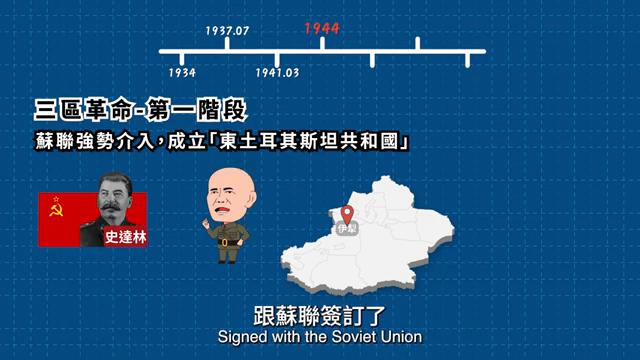 1937.07
1944
1934
1941.03
三區革命-第一階段
蘇聯強勢介入,成立「東土耳其斯坦共和國」
史達林
伊犁
跟蘇聯簽訂了
Signed with the Soviet Union